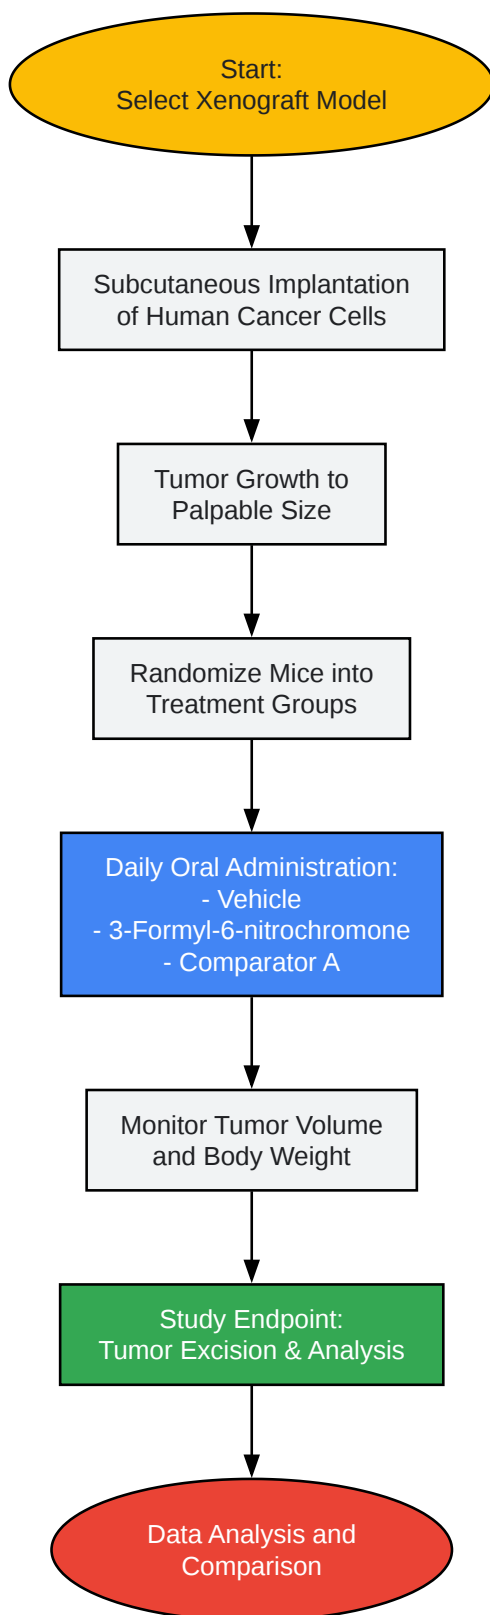 Start:
Select Xenograft Model
Subcutaneous Implantation
of Human Cancer Cells
Tumor Growth to
Palpable Size
Randomize Mice into
Treatment Groups
Daily Oral Administration:
- Vehicle
- 3-Formyl-6-nitrochromone
- Comparator A
Monitor Tumor Volume
and Body Weight
Study Endpoint:
Tumor Excision & Analysis
Data Analysis and
Comparison